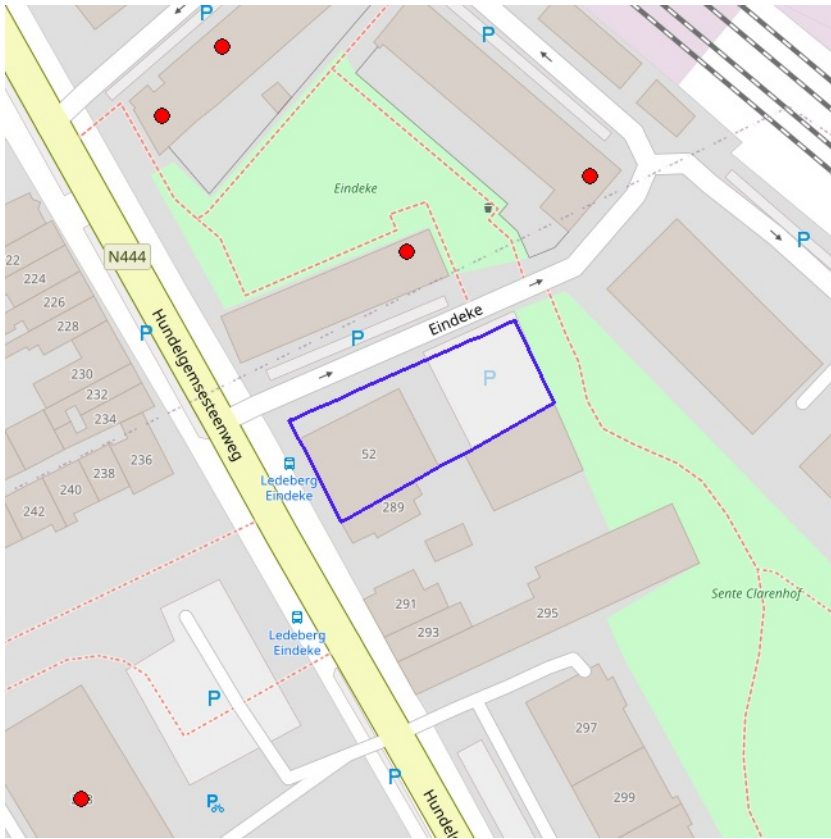 P
P
Eindeke
P
N444
22
224
226
228
P
Hundelgemsesteenweg
P
Eindeke
230
232
234
P
236
238
240
242
52
Ledeberg
Eindeke
289
291
293
295
Sente Clarenhof
Ledeberg
Eindeke
P
297
299
P
P
Hundelg